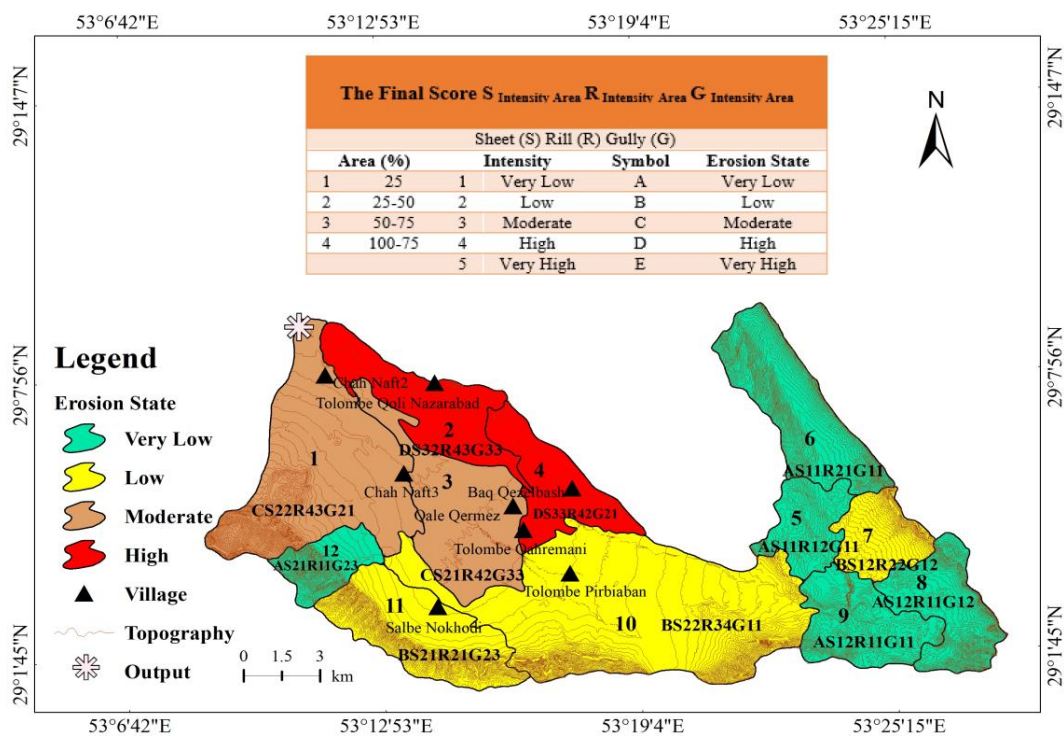 53°6'42"E 53°12'53"E 53°19'4"E 53°25'15"E
29°14'7"N 29°14'7"N
The Final Score S Intensity Area R Intensity Area G Intensity Area
Sheet (S) Rill (R) Gully (G)
Area (%) Intensity Symbol Erosion State
1 25 1 Very Low A Very Low
2 25-50 2 Low B Low
3 50-75 3 Moderate C Moderate
4 100-75 4 High D High
5 Very High E Very High
N
Legend
Erosion State
Very Low
Low
Moderate
High
Village
Topography
Output
29°7'56"N 29°7'56"N
Chah Naft2
Tolombe Qoli Nazarabad
2
DS32R43G33
1
CS22R43G21
3
Chah Naft3
Baq Qezelbash
4
DS33R42G21
Qale Qermez
Tolombe Qahremani
CS21R42G33
12
AS21R11G23
Tolombe Pirbiaban
11
Salbe Nokhodi
BS21R21G23
10
BS22R34G11
6
AS11R21G11
5
AS11R12G11
7
BS12R22G12
8
AS12R11G12
9
AS12R11G11
0 1.5 3
km
29°1'45"N 29°1'45"N
53°6'42"E 53°12'53"E 53°19'4"E 53°25'15"E